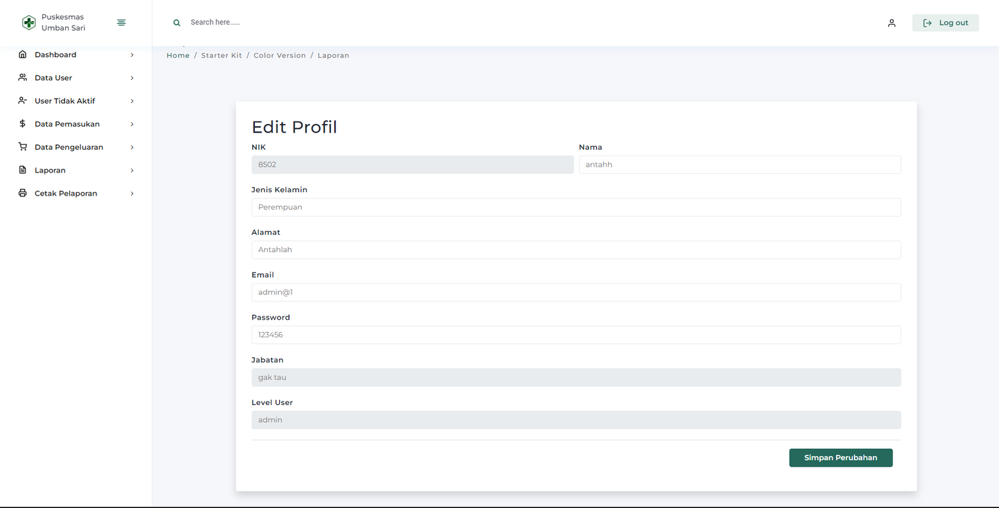 Puskesmas
Umban Sari
Search here.....
Log out
Dashboard
Data User
User Tidak Aktif
Data Pemasukan
Data Pengeluaran
Laporan
Cetak Pelaporan
Home / Starter Kit / Color Version / Laporan
Edit Profil
NIK
8502
Nama
antahh
Jenis Kelamin
Perempuan
Alamat
Antahlah
Email
admin@1
Password
123456
Jabatan
gak tau
Level User
admin
Simpan Perubahan